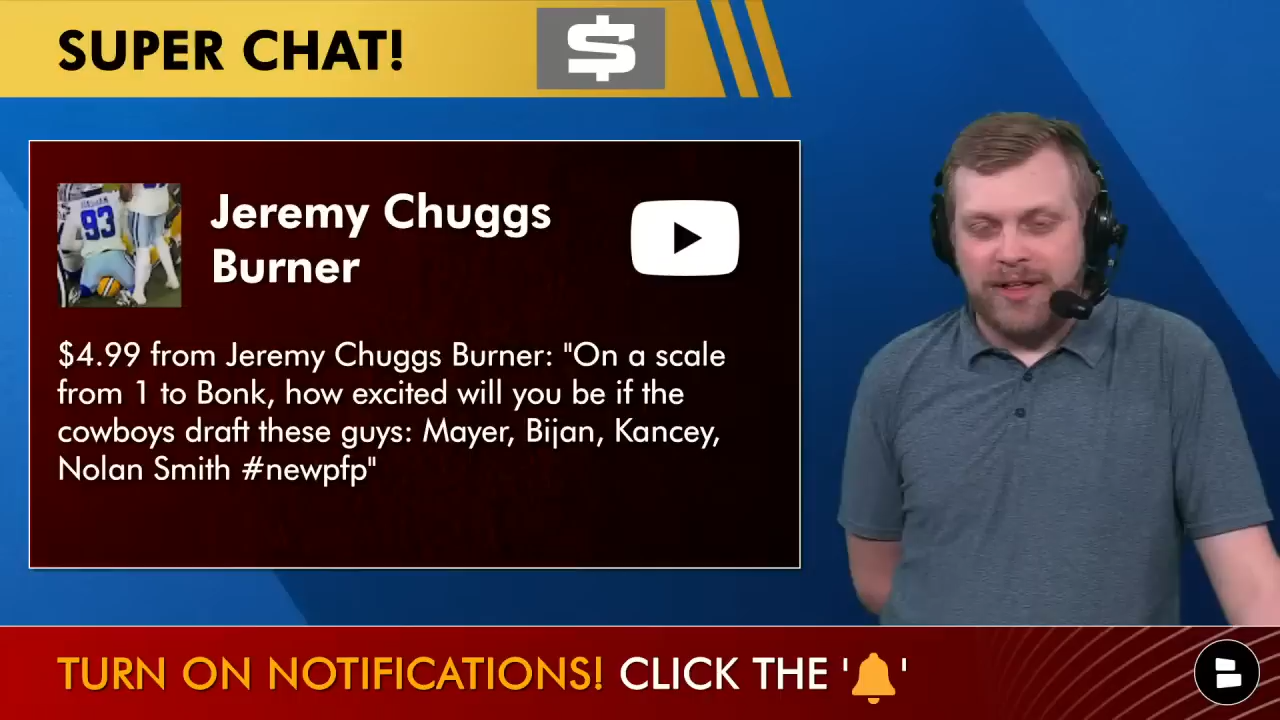 SUPER CHAT!
$
93
Jeremy Chuggs
Burner
$4.99 from Jeremy Chuggs Burner: "On a scale
from 1 to Bonk, how excited will you be if the
cowboys draft these guys: Mayer, Bijan, Kancey,
Nolan Smith #newpfp"
TURN ON NOTIFICATIONS! CLICK THE ' '